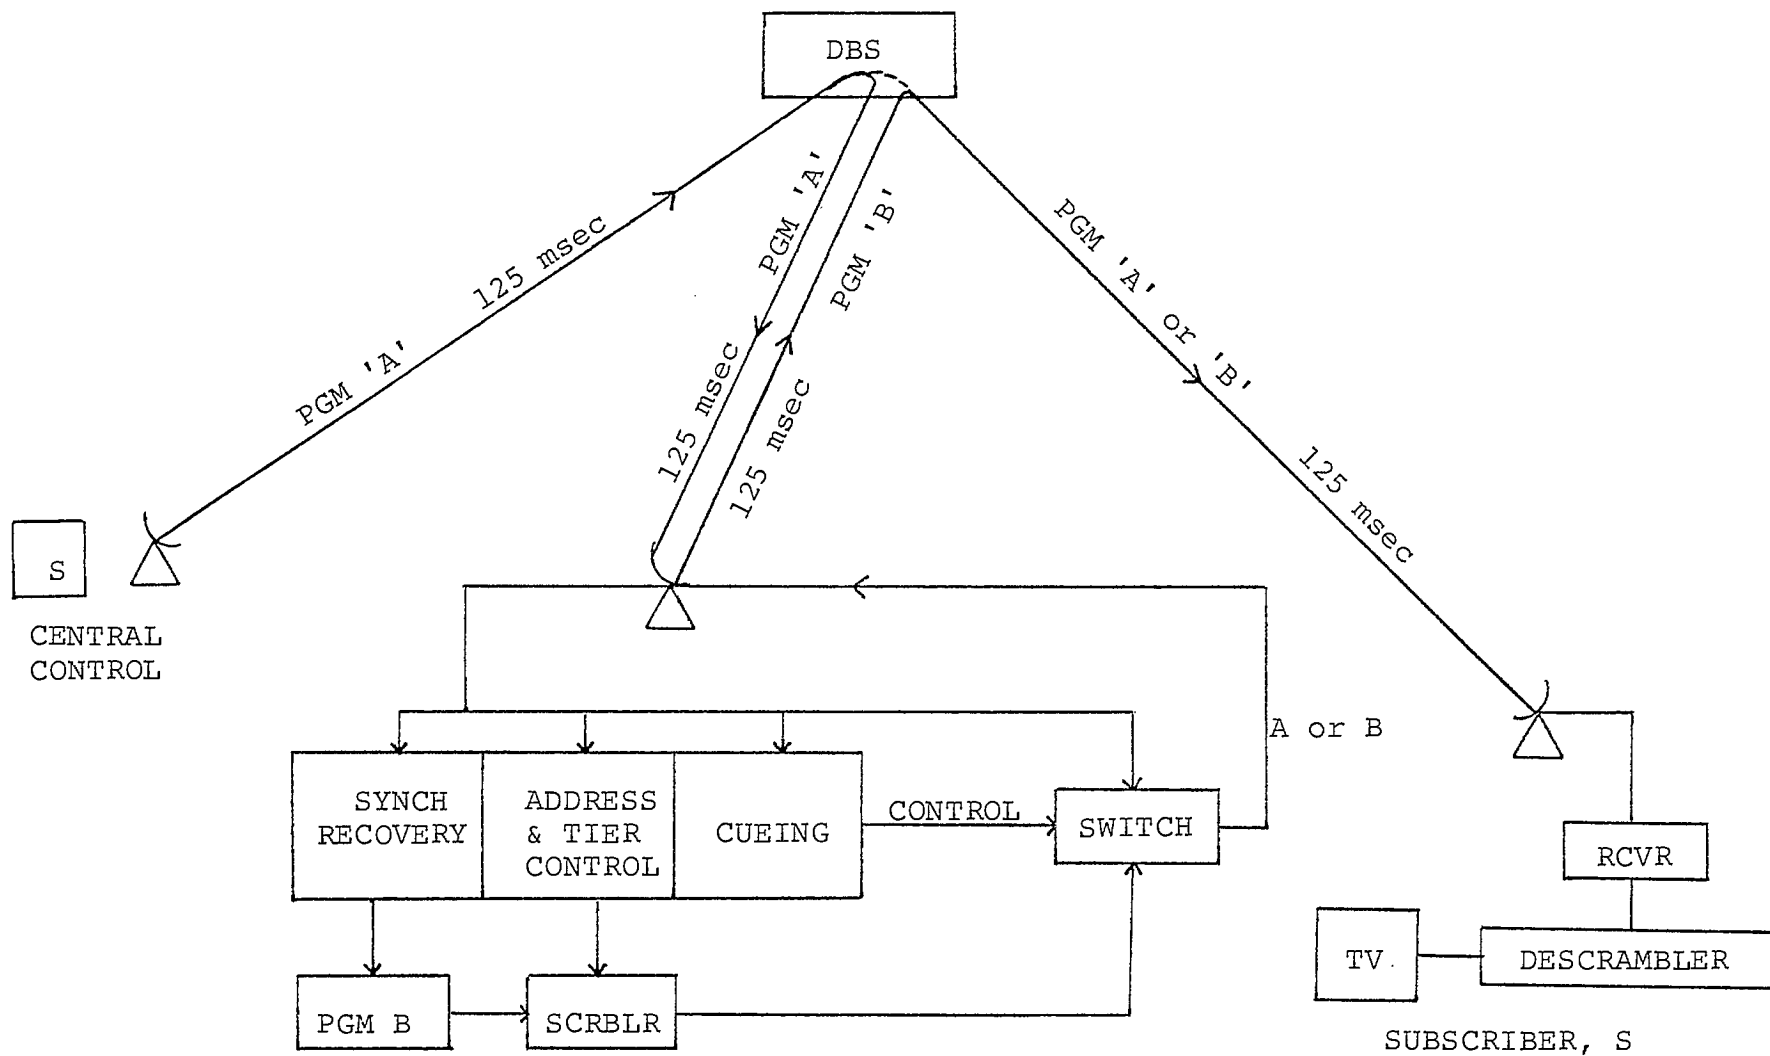 DBS
PGM 'A'
125 msec
PGM 'A'
125 msec
PGM 'B'
125 msec
PGM 'A' or 'B'
125 msec
S
CENTRAL
CONTROL
A or B
SYNCH
RECOVERY
ADDRESS
& TIER
CONTROL
CUEING
CONTROL
SWITCH
RCVR
TV.
DESCRAMBLER
PGM B
SCRBLR
SUBSCRIBER, S